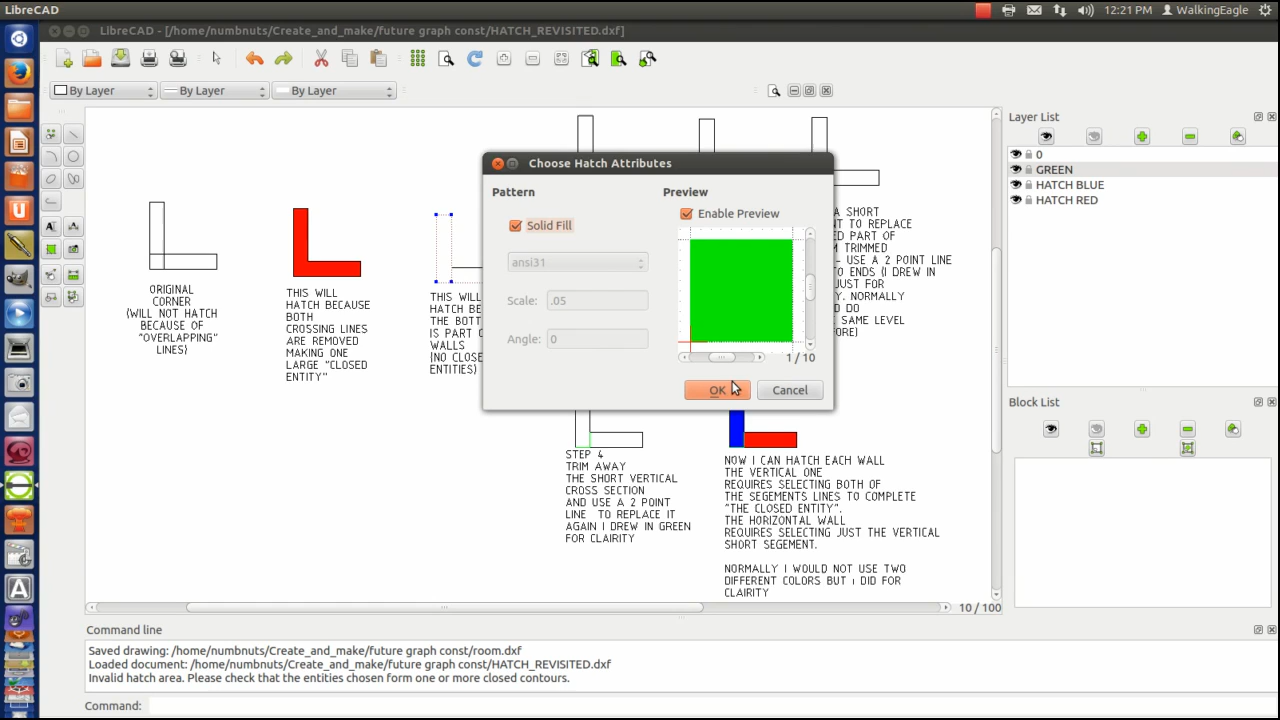 LibreCAD
12:21 PM
WalkingEagle
LibreCAD - [/home/numbnuts/Create_and_make/future graph const/HATCH_REVISITED.dxf]
By Layer
By Layer
By Layer
Layer List
0
GREEN
HATCH BLUE
HATCH RED
Choose Hatch Attributes
Pattern
Solid Fill
ansi31
Scale: .05
Angle: 0
Preview
Enable Preview
1 / 10
OK
Cancel
ORIGINAL
CORNER
(WILL NOT HATCH
BECAUSE OF
"OVERLAPPING"
LINES)
THIS WILL
HATCH BECAUSE
BOTH
CROSSING LINES
ARE REMOVED
MAKING ONE
LARGE "CLOSED
ENTITY"
THIS WILL
HATCH BE
THE BOTT
IS PART O
WALLS
(NO CLOSE
ENTITIES)
A SHORT
NT TO REPLACE
ED PART OF
M TRIMMED
- USE A 2 POINT
TO ENDS (I DREW IN
JUST FOR
Y. NORMALLY
D DO
SAME LEVEL
ORE)
STEP 4
TRIM AWAY
THE SHORT VERTICAL
CROSS SECTION
AND USE A 2 POINT
LINE TO REPLACE IT
AGAIN I DREW IN GREEN
FOR CLAIRITY
NOW I CAN HATCH EACH WALL
THE VERTICAL ONE
REQUIRES SELECTING BOTH OF
THE SEGEMENTS LINES TO COMPLETE
"THE CLOSED ENTITY".
THE HORIZONTAL WALL
REQUIRES SELECTING JUST THE VERTICAL
SHORT SEGEMENT.
NORMALLY I WOULD NOT USE TWO
DIFFERENT COLORS BUT i DID FOR
CLAIRITY
Block List
10 / 100
Command line
Saved drawing: /home/numbnuts/Create_and_make/future graph const/room.dxf
Loaded document: /home/numbnuts/Create_and_make/future graph const/HATCH_REVISITED.dxf
Invalid hatch area. Please check that the entities chosen form one or more closed contours.
Command: